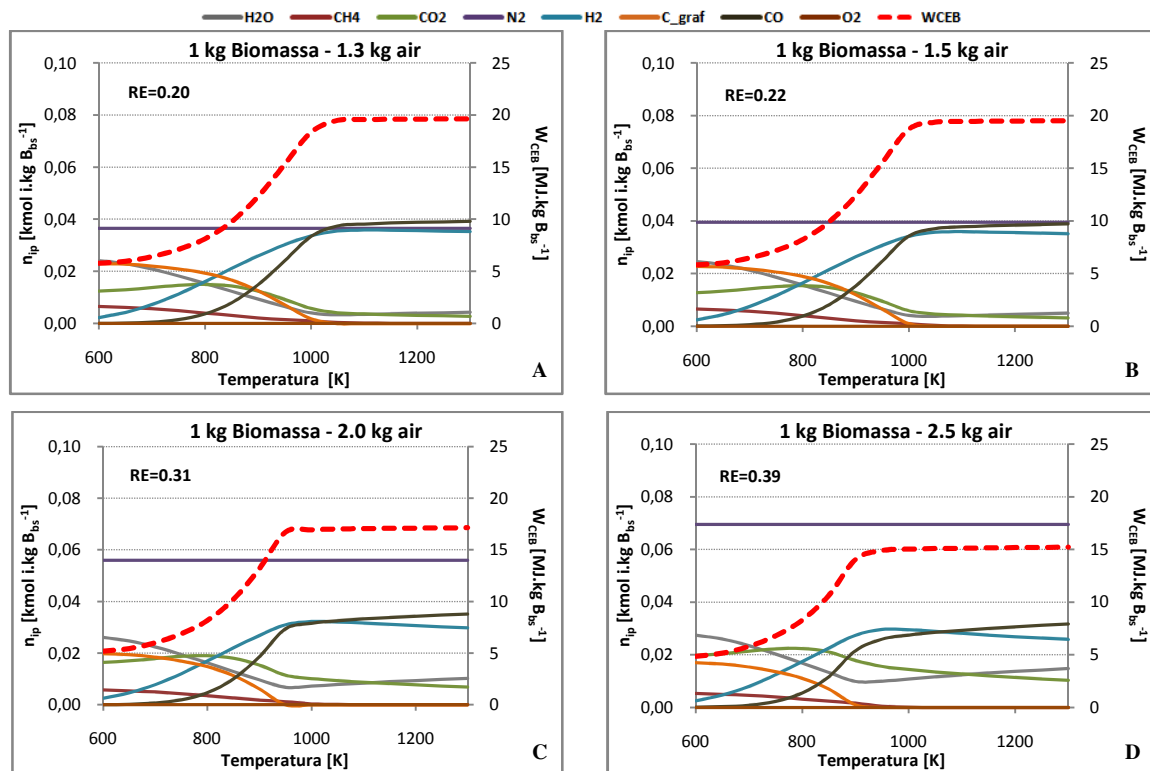 H2O CH4 CO2 N2 H2 C_graf CO O2 WCEB
1 kg Biomassa - 1.3 kg air
RE=0.20
0,10
0,08
0,06
0,04
0,02
0,00
n_ip [kmol i.kg B_bs^-1]
25
20
15
10
5
0
W_CEB [MJ.kg B_bs^-1]
600 800 1000 1200
Temperatura [K]
A
1 kg Biomassa - 1.5 kg air
RE=0.22
0,10
0,08
0,06
0,04
0,02
0,00
n_ip [kmol i.kg B_bs^-1]
25
20
15
10
5
0
W_CEB [MJ.kg B_bs^-1]
600 800 1000 1200
Temperatura [K]
B
1 kg Biomassa - 2.0 kg air
RE=0.31
0,10
0,08
0,06
0,04
0,02
0,00
n_ip [kmol i.kg B_bs^-1]
25
20
15
10
5
0
W_CEB [MJ.kg B_bs^-1]
600 800 1000 1200
Temperatura [K]
C
1 kg Biomassa - 2.5 kg air
RE=0.39
0,10
0,08
0,06
0,04
0,02
0,00
n_ip [kmol i.kg B_bs^-1]
25
20
15
10
5
0
W_CEB [MJ.kg B_bs^-1]
600 800 1000 1200
Temperatura [K]
D